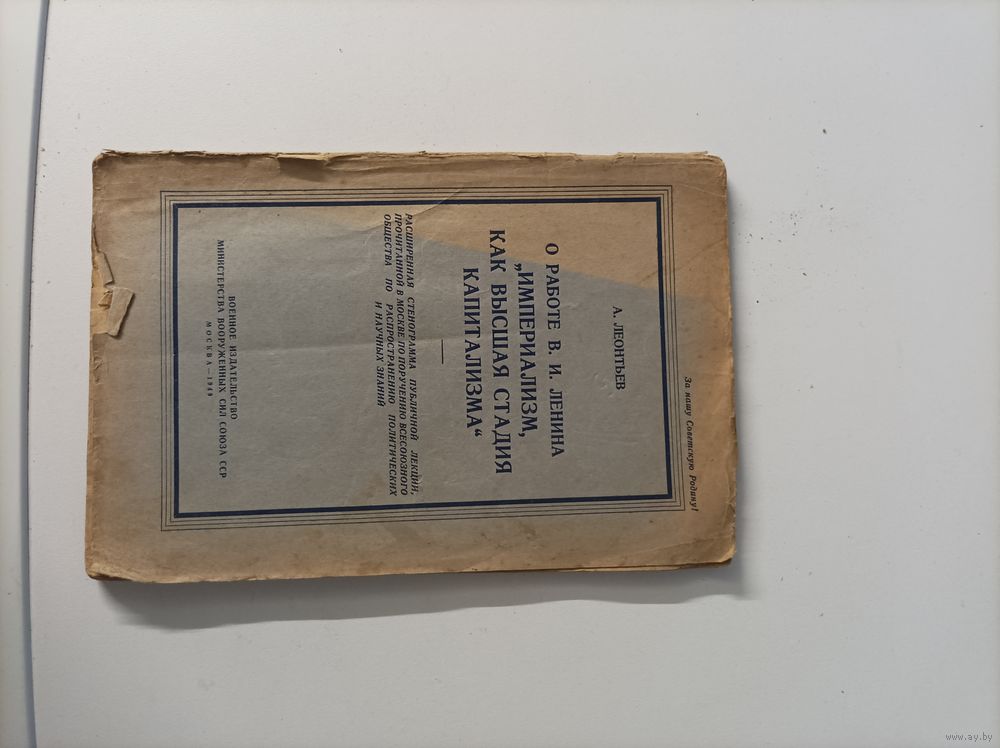 За нашу Советскую Родину!
А. ЛЕОНТЬЕВ
О РАБОТЕ В. И. ЛЕНИНА
„ИМПЕРИАЛИЗМ,
КАК ВЫСШАЯ СТАДИЯ
КАПИТАЛИЗМА“
РАСШИРЕННАЯ СТЕНОГРАММА ПУБЛИЧНОЙ ЛЕКЦИИ,
ПРОЧИТАННОЙ В МОСКВЕ ПО ПОРУЧЕНИЮ ВСЕСОЮЗНОГО
ОБЩЕСТВА ПО РАСПРОСТРАНЕНИЮ ПОЛИТИЧЕСКИХ
И НАУЧНЫХ ЗНАНИЙ
ВОЕННОЕ ИЗДАТЕЛЬСТВО
МИНИСТЕРСТВА ВООРУЖЕННЫХ СИЛ СОЮЗА ССР
МОСКВА — 1949
www.ay.by